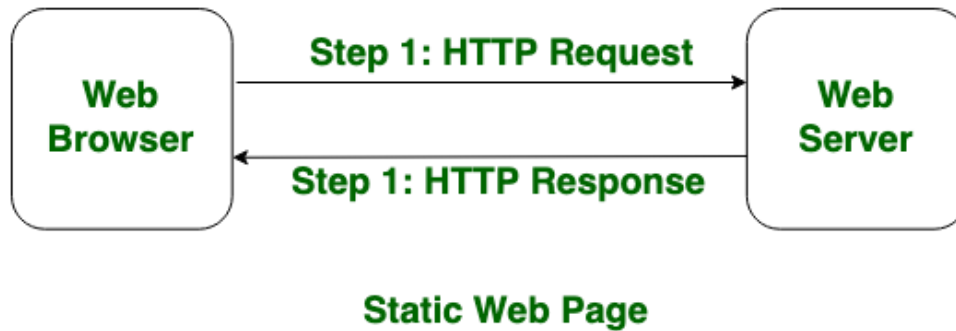 Step 1: HTTP Request
Web
Browser
Web
Server
Step 1: HTTP Response
Static Web Page